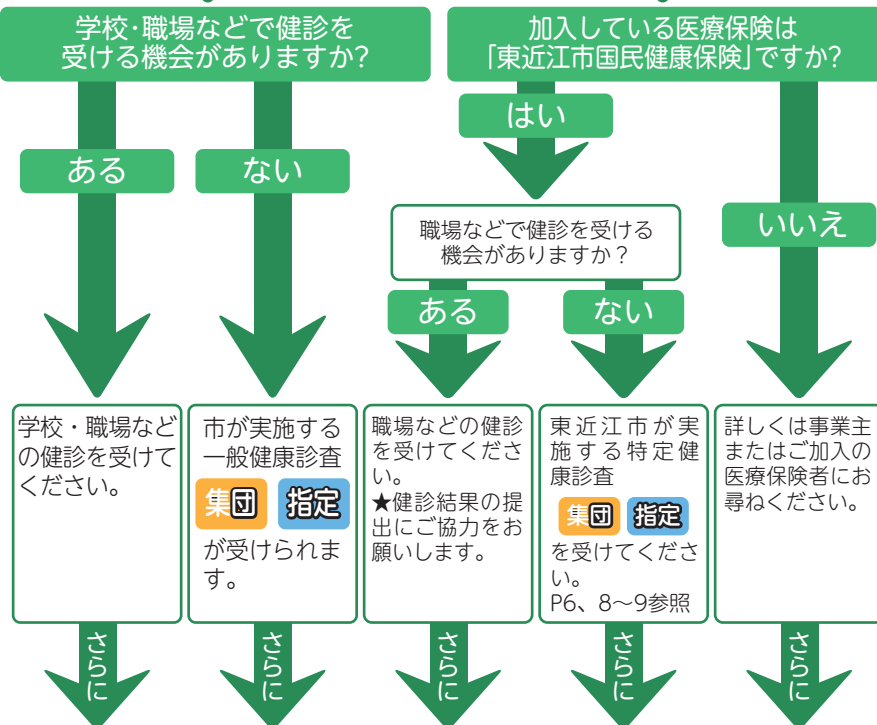 学校・職場などで健診を
受ける機会がありますか?
加入している医療保険は
「東近江市国民健康保険」ですか?
ある
ない
はい
いいえ
職場などで健診を受ける
機会がありますか？
ある
ない
学校・職場など
の健診を受けて
ください。
市が実施する
一般健康診査
集団 指定
が受けられま
す。
職場などの健診
を受けてくださ
い。
★健診結果の提
出にご協力をお
願いします。
東近江市が実
施する特定健
康診査
集団 指定
を受けてくださ
い。
P6、8〜9参照
詳しくは事業主
またはご加入の
医療保険者にお
尋ねください。
さらに
さらに
さらに
さらに
さらに